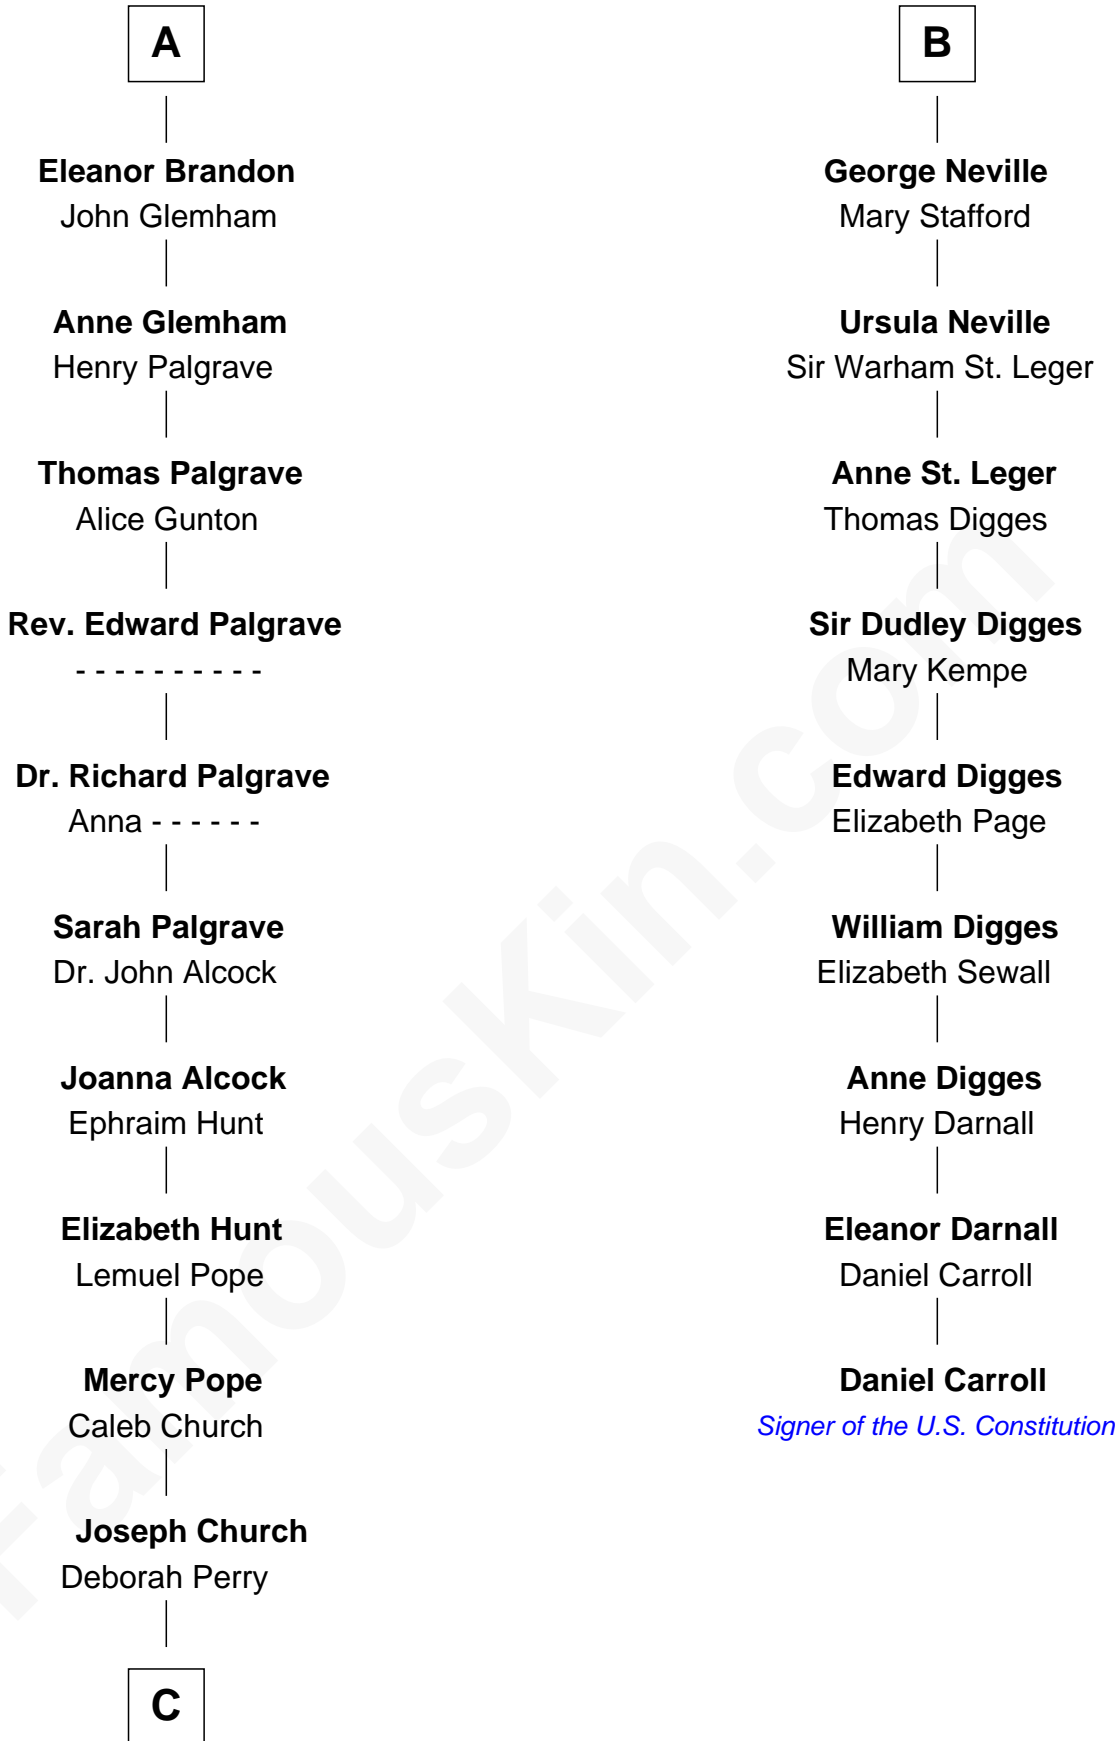 A
Eleanor Brandon
John Glemham
Anne Glemham
Henry Palgrave
Thomas Palgrave
Alice Gunton
Rev. Edward Palgrave
- - - - - - - - - -
Dr. Richard Palgrave
Anna - - - - - -
Sarah Palgrave
Dr. John Alcock
Joanna Alcock
Ephraim Hunt
Elizabeth Hunt
Lemuel Pope
Mercy Pope
Caleb Church
Joseph Church
Deborah Perry
C
B
George Neville
Mary Stafford
Ursula Neville
Sir Warham St. Leger
Anne St. Leger
Thomas Digges
Sir Dudley Digges
Mary Kempe
Edward Digges
Elizabeth Page
William Digges
Elizabeth Sewall
Anne Digges
Henry Darnall
Eleanor Darnall
Daniel Carroll
Daniel Carroll
Signer of the U.S. Constitution
FamousKin.com